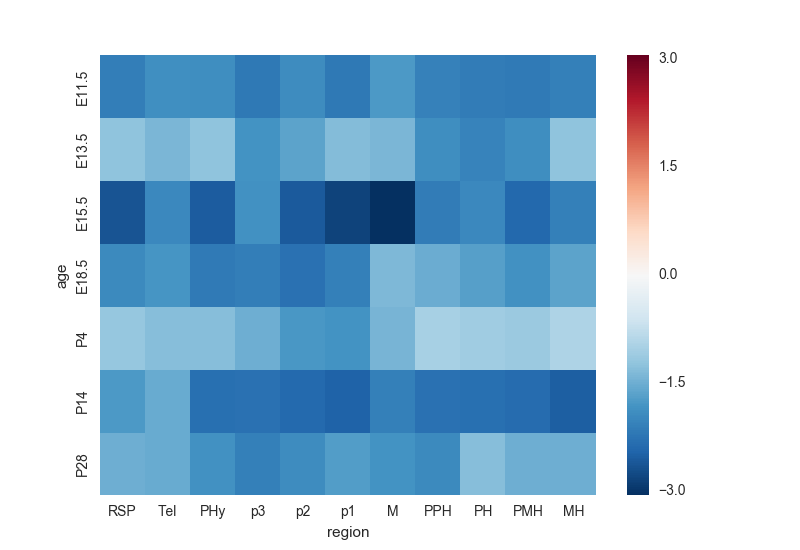 age
E11.5
E13.5
E15.5
E18.5
P4
P14
P28
RSP Tel PHy p3 p2 p1 M PPH PH PMH MH
region
3.0
1.5
0.0
−1.5
−3.0